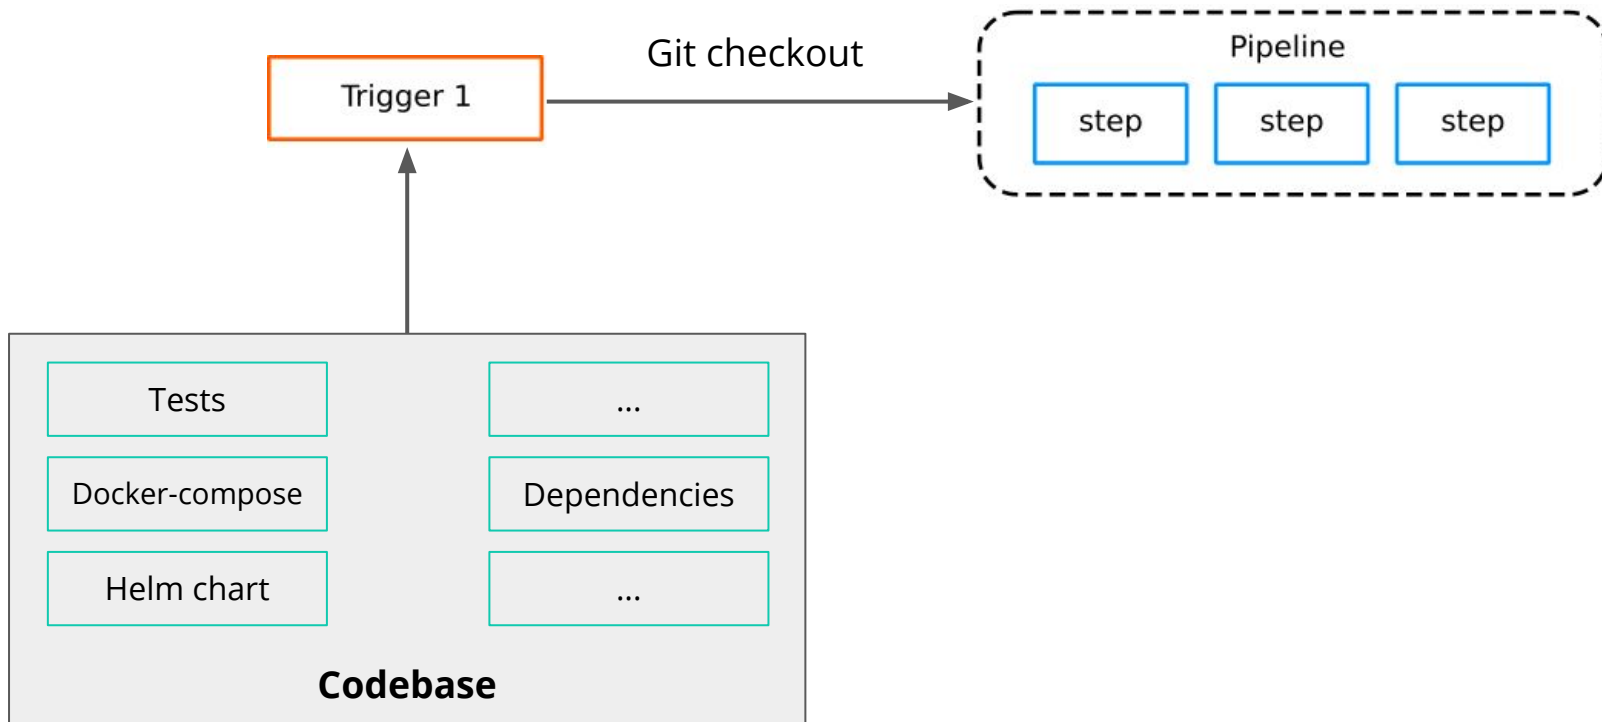 Git checkout
Pipeline
Trigger 1
step
step
step
Tests
...
Docker-compose
Dependencies
Helm chart
...
Codebase